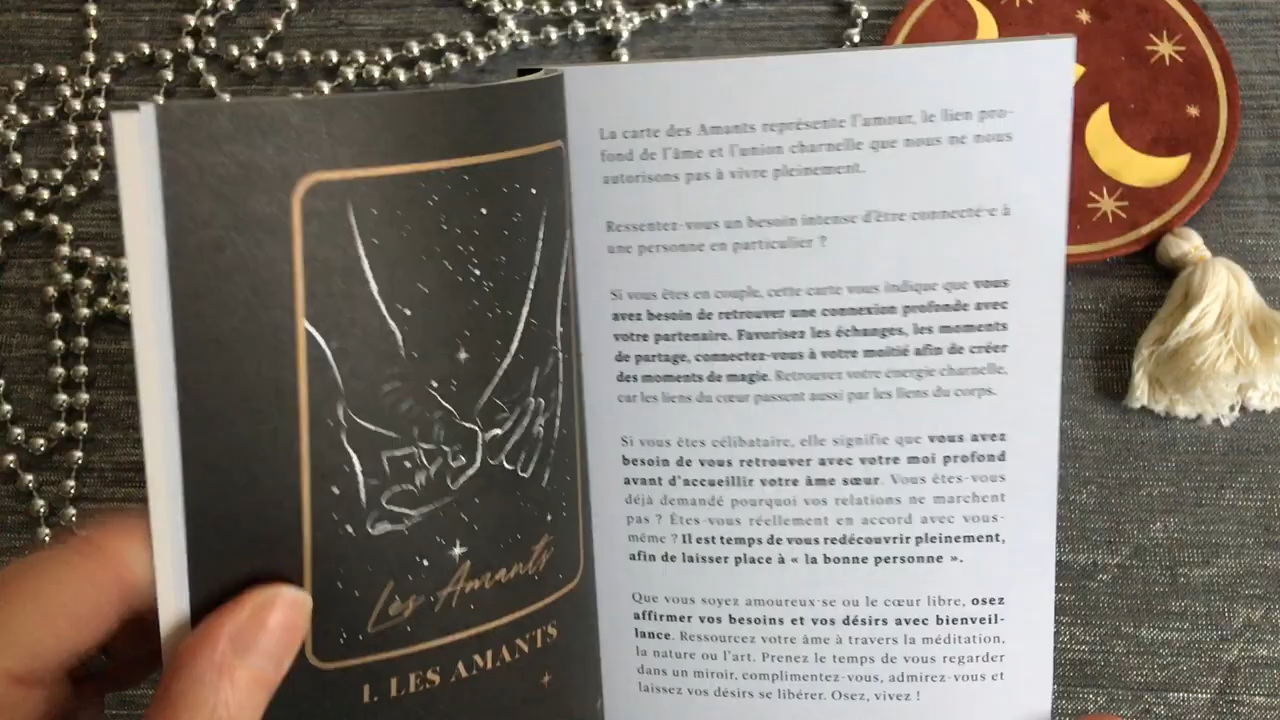 Les Amants
I. LES AMANTS
La carte des Amants représente l'amour, le lien pro-
fond de l'âme et l'union charnelle que nous ne nous
autorisons pas à vivre pleinement.
Ressentez-vous un besoin intense d'être connecté·e à
une personne en particulier ?
Si vous êtes en couple, cette carte vous indique que vous
avez besoin de retrouver une connexion profonde avec
votre partenaire. Favorisez les échanges, les moments
de partage, connectez-vous à votre moitié afin de créer
des moments de magie. Retrouvez votre énergie charnelle,
car les liens du cœur passent aussi par les liens du corps.
Si vous êtes célibataire, elle signifie que vous avez
besoin de vous retrouver avec votre moi profond
avant d'accueillir votre âme sœur. Vous êtes-vous
déjà demandé pourquoi vos relations ne marchent
pas ? Êtes-vous réellement en accord avec vous-
même ? Il est temps de vous redécouvrir pleinement,
afin de laisser place à « la bonne personne ».
Que vous soyez amoureux·se ou le cœur libre, osez
affirmer vos besoins et vos désirs avec bienveil-
lance. Ressourcez votre âme à travers la méditation,
la nature ou l'art. Prenez le temps de vous regarder
dans un miroir, complimentez-vous, admirez-vous et
laissez vos désirs se libérer. Osez, vivez !